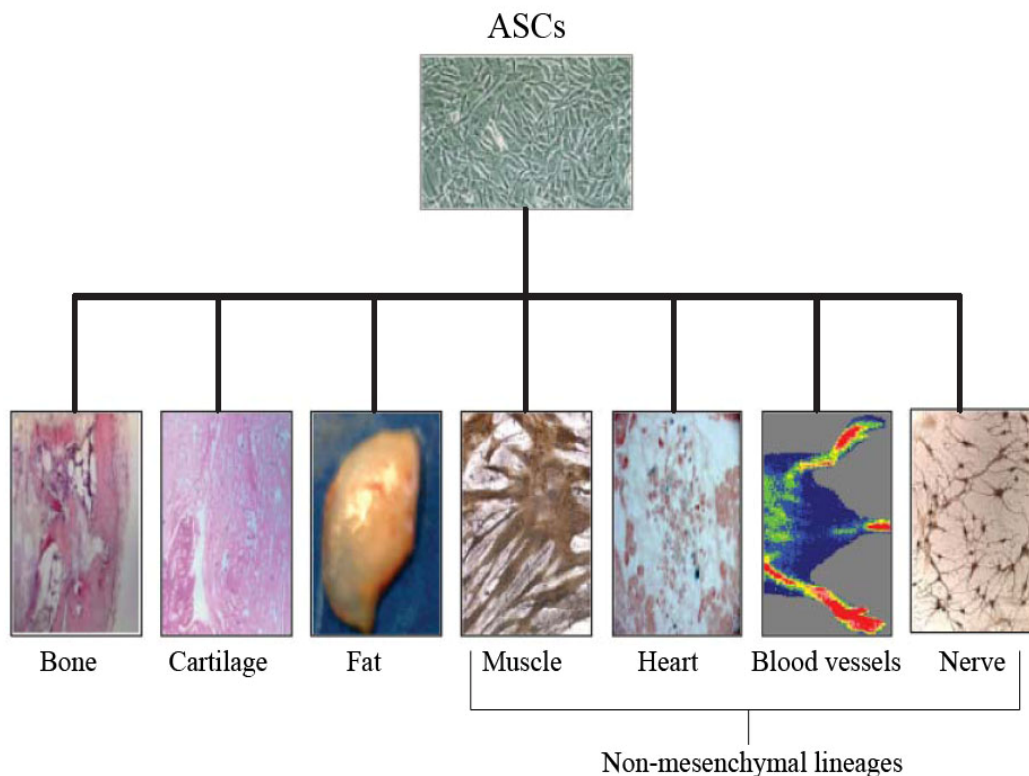 ASCs
Bone
Cartilage
Fat
Muscle
Heart
Blood vessels
Nerve
Non-mesenchymal lineages